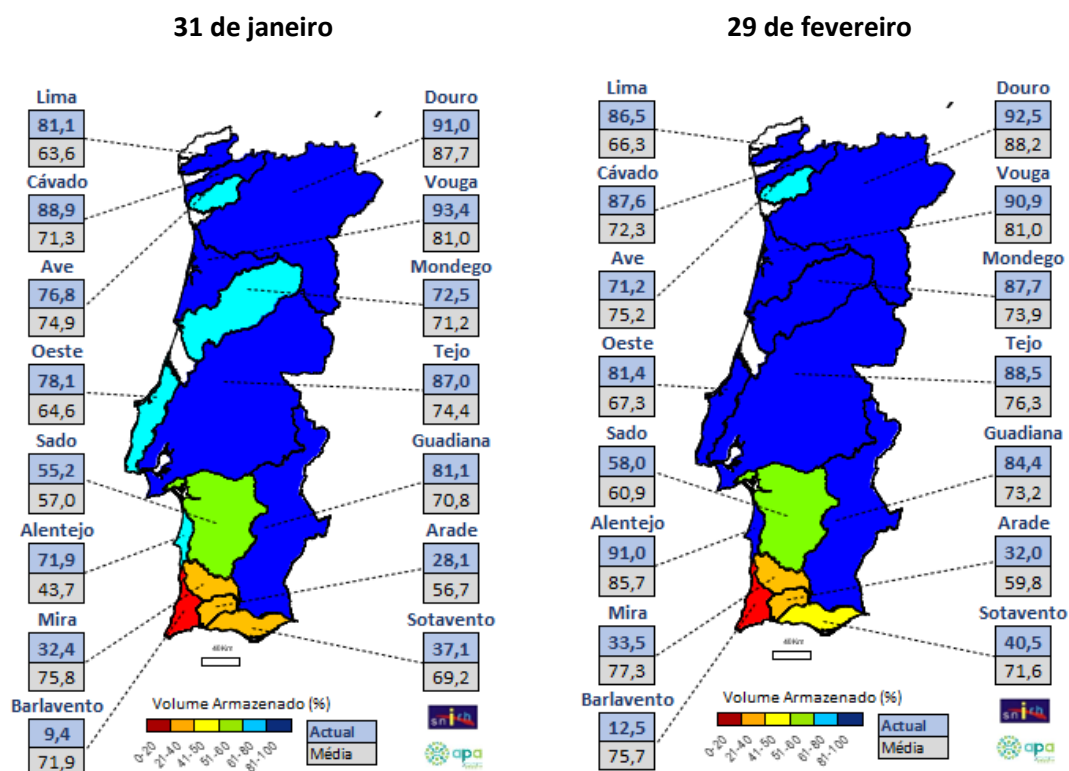 31 de janeiro
Lima
81,1
63,6
Cávado
88,9
71,3
Ave
76,8
74,9
Oeste
78,1
64,6
Sado
55,2
57,0
Alentejo
71,9
43,7
Mira
32,4
75,8
Barlavento
9,4
71,9
Douro
91,0
87,7
Vouga
93,4
81,0
Mondego
72,5
71,2
Tejo
87,0
74,4
Guadiana
81,1
70,8
Arade
28,1
56,7
Sotavento
37,1
69,2
40Km
Volume Armazenado (%)
0-20
21-40
41-50
51-60
61-80
81-100
Actual
Média
snirh
apa
29 de fevereiro
Lima
86,5
66,3
Cávado
87,6
72,3
Ave
71,2
75,2
Oeste
81,4
67,3
Sado
58,0
60,9
Alentejo
91,0
85,7
Mira
33,5
77,3
Barlavento
12,5
75,7
Douro
92,5
88,2
Vouga
90,9
81,0
Mondego
87,7
73,9
Tejo
88,5
76,3
Guadiana
84,4
73,2
Arade
32,0
59,8
Sotavento
40,5
71,6
40Km
Volume Armazenado (%)
0-20
21-40
41-50
51-60
61-80
81-100
Actual
Média
snirh
apa